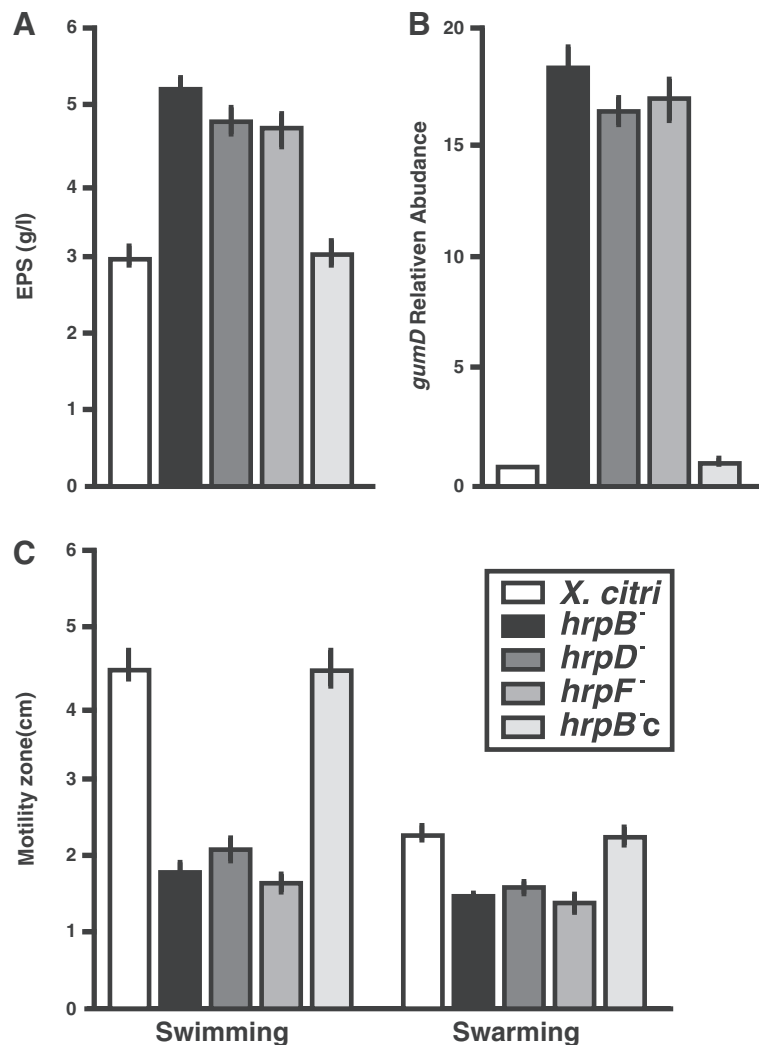 A
6
5
4
3
2
1
0
EPS (g/l)
B
20
15
10
5
0
gumD Relativen Abudance
C
6
5
4
3
2
1
0
Motility zone(cm)
Swimming
Swarming
X. citri
hrpB-
hrpD-
hrpF-
hrpB-c